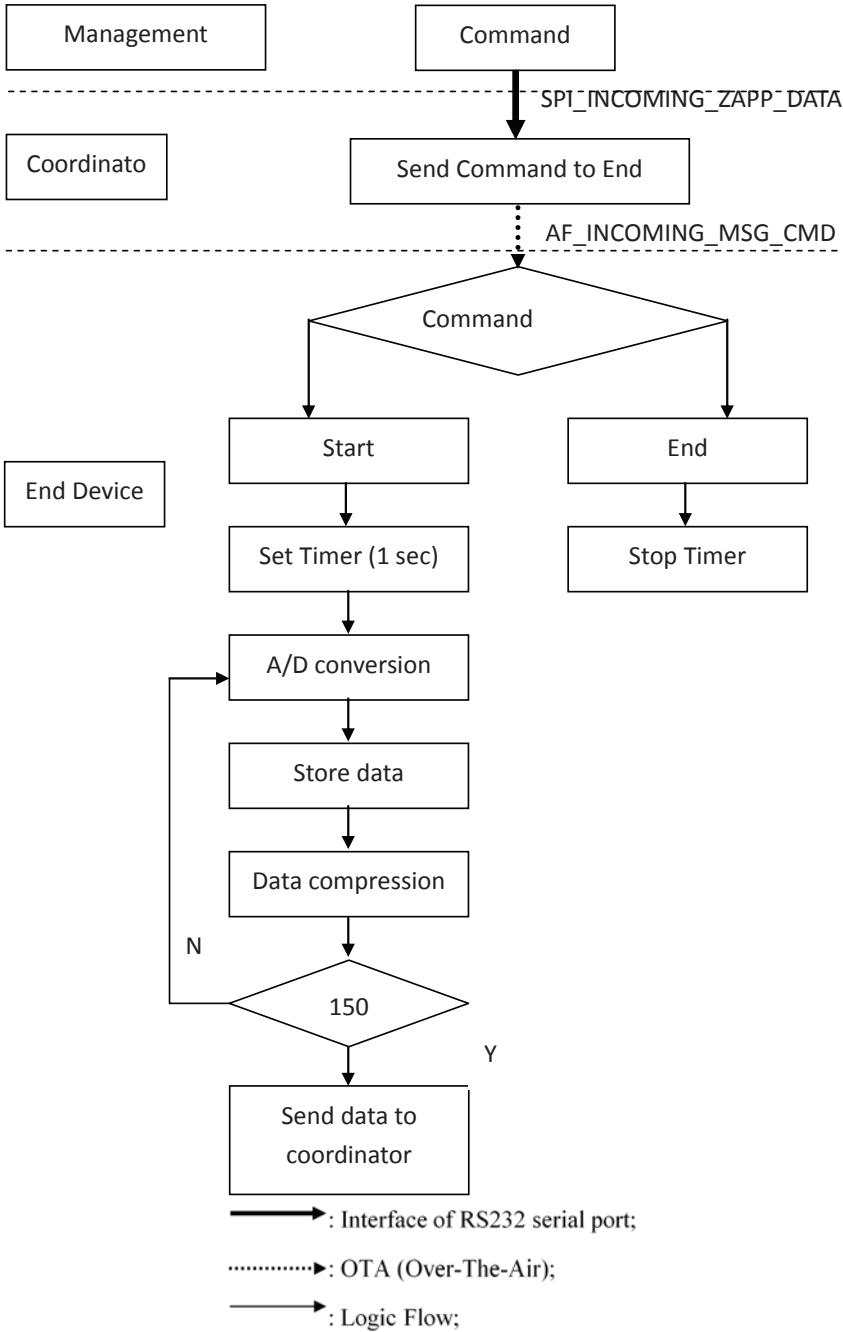 Management
Command
SPI_INCOMING_ZAPP_DATA
Coordinato
Send Command to End
AF_INCOMING_MSG_CMD
Command
Start
End
End Device
Set Timer (1 sec)
Stop Timer
A/D conversion
Store data
Data compression
N
150
Y
Send data to
coordinator
: Interface of RS232 serial port;
: OTA (Over-The-Air);
: Logic Flow;